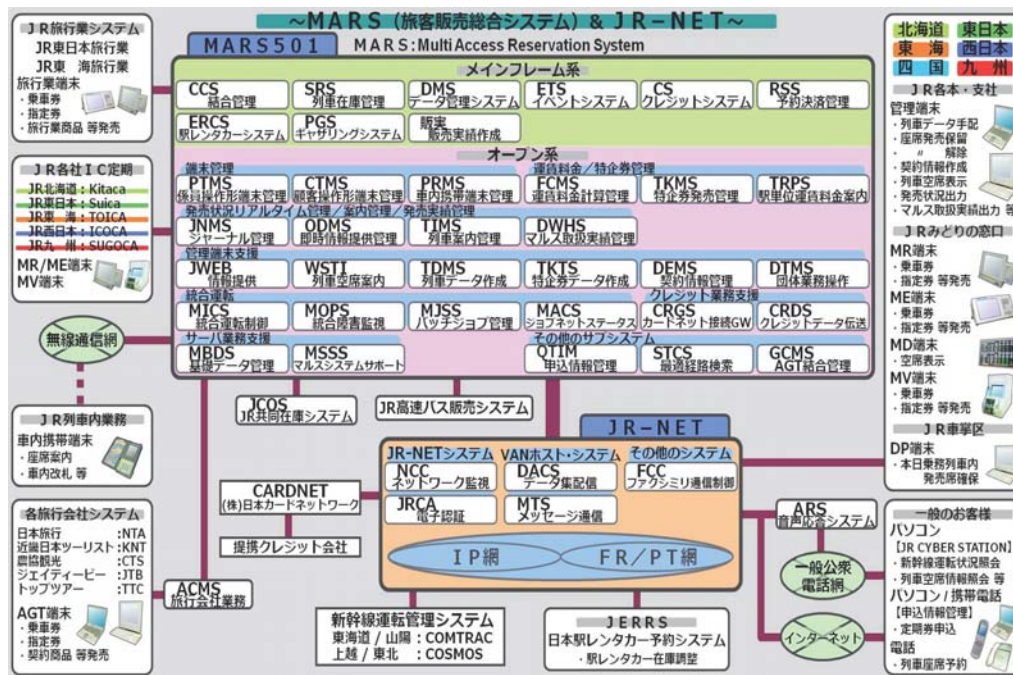 ～MARS（旅客販売総合システム）& JR-NET～
MARS501
MARS:Multi Access Reservation System
メインフレーム系
CCS
結合管理
SRS
列車在庫管理
DMS
データ管理システム
ETS
イベントシステム
CS
クレジットシステム
RSS
予約決済管理
ERCS
駅レンタカーシステム
PGS
ギャザリングシステム
販実
販売実績作成
オープン系
端末管理
運賃料金／特企券管理
PTMS
係員操作形端末管理
CTMS
顧客操作形端末管理
PRMS
車内携帯端末管理
FCMS
運賃料金計算管理
TKMS
特企券発売管理
TRPS
駅単位運賃料金案内
発売状況リアルタイム管理／案内管理／発売実績管理
JNMS
ジャーナル管理
ODMS
即時情報提供管理
TIMS
列車案内管理
DWHS
マルス取扱実績管理
管理端末支援
JWEB
情報提供
WSTI
列車空席案内
TDMS
列車データ作成
TKTS
特企券データ作成
DEMS
契約情報管理
DTMS
団体業務操作
統合運転
クレジット業務支援
MICS
統合運転制御
MOPS
統合障害監視
MJSS
バッチジョブ管理
MACS
ジョブネットステータス
CRGS
カードネット接続GW
CRDS
クレジットデータ伝送
サーバ業務支援
その他のサブシステム
MBDS
基礎データ管理
MSSS
マルスシステムサポート
QTIM
申込情報管理
STCS
最適経路検索
GCMS
AGT結合管理
JＲ旅行業システム
JR東日本旅行業
JR東　海旅行業
旅行業端末
・乗車券
・指定券
・旅行業商品 等発売
JＲ各社ＩＣ定期
JR北海道：Kitaca
JR東日本：Suica
JR東　海：TOICA
JR西日本：ICOCA
JR九　州：SUGOCA
MR/ME端末
MV端末
無線通信網
JＲ列車内業務
車内携帯端末
・座席案内
・車内改札 等
各旅行会社システム
日本旅行　　　　：NTA
近畿日本ツーリスト：KNT
農協観光　　　　：CTS
ジェイティービー　：JTB
トップツアー　　：TTC
AGT端末
・乗車券
・指定券
・契約商品 等発売
ACMS
旅行会社業務
JCOS
JR共同在庫システム
JR高速バス販売システム
CARDNET
(株)日本カードネットワーク
提携クレジット会社
JR-NET
JR-NETシステム
VANホスト・システム
その他のシステム
NCC
ネットワーク監視
DACS
データ集配信
FCC
ファクシミリ通信制御
JRCA
電子認証
MTS
メッセージ通信
ＩＰ網
ＦＲ／ＰＴ網
新幹線運転管理システム
東海道 / 山陽：COMTRAC
上越 / 東北　：COSMOS
JERRS
日本駅レンタカー予約システム
・駅レンタカー在庫調整
北海道
東日本
東　海
西日本
四　国
九　州
JＲ各本・支社
管理端末
・列車データ手配
・座席発売保留
・　〃　　解除
・契約情報作成
・列車空席表示
・発売状況出力
・マルス取扱実績出力 等
JＲみどりの窓口
MR端末
・乗車券
・指定券 等発売
ME端末
・乗車券
・指定券 等発売
MD端末
・空席表示
MV端末
・乗車券
・指定券 等発売
JＲ車掌区
DP端末
・本日乗務列車内
発売席確保
ARS
音声応答システム
一般公衆
電話網
インターネット
一般のお客様
パソコン
【JR CYBER STATION】
・新幹線運転状況照会
・列車空席情報照会 等
パソコン / 携帯電話
【申込情報管理】
・定期券申込
電話
・列車座席予約